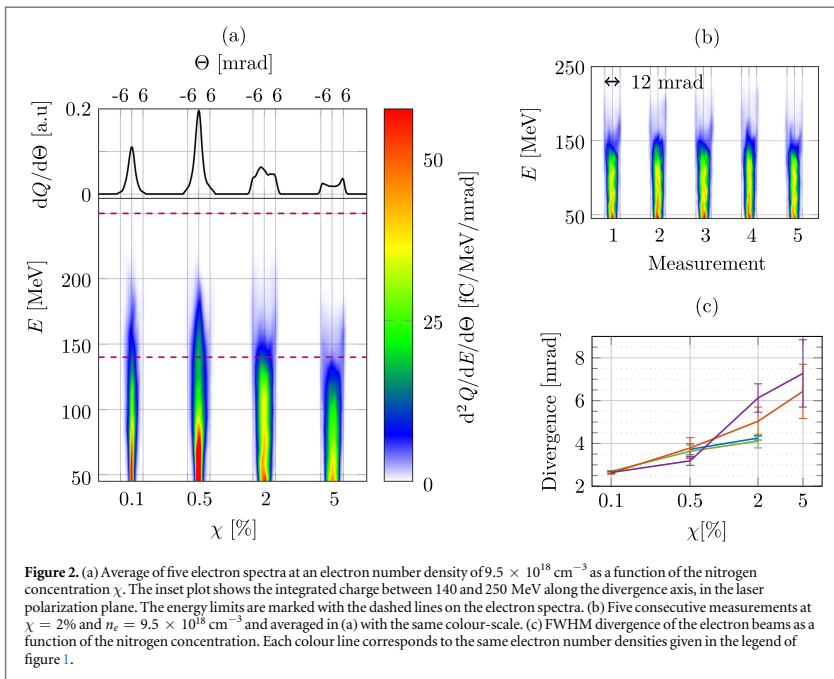 (a)
Θ [mrad]
-6 6 -6 6 -6 6 -6 6
0.2
0
dQ/dΘ [a.u]
200
150
100
50
E [MeV]
0.1 0.5 2 5
χ [%]
50
25
0
d²Q/dE/dΘ [fC/MeV/mrad]
(b)
250
150
50
E [MeV]
↔ 12 mrad
1 2 3 4 5
Measurement
(c)
8
6
4
2
Divergence [mrad]
0.1 0.5 2 5
χ[%]
Figure 2. (a) Average of five electron spectra at an electron number density of 9.5 × 10¹⁸ cm⁻³ as a function of the nitrogen
concentration χ. The inset plot shows the integrated charge between 140 and 250 MeV along the divergence axis, in the laser
polarization plane. The energy limits are marked with the dashed lines on the electron spectra. (b) Five consecutive measurements at
χ = 2% and nₑ = 9.5 × 10¹⁸ cm⁻³ and averaged in (a) with the same colour-scale. (c) FWHM divergence of the electron beams as a
function of the nitrogen concentration. Each colour line corresponds to the same electron number densities given in the legend of
figure 1.